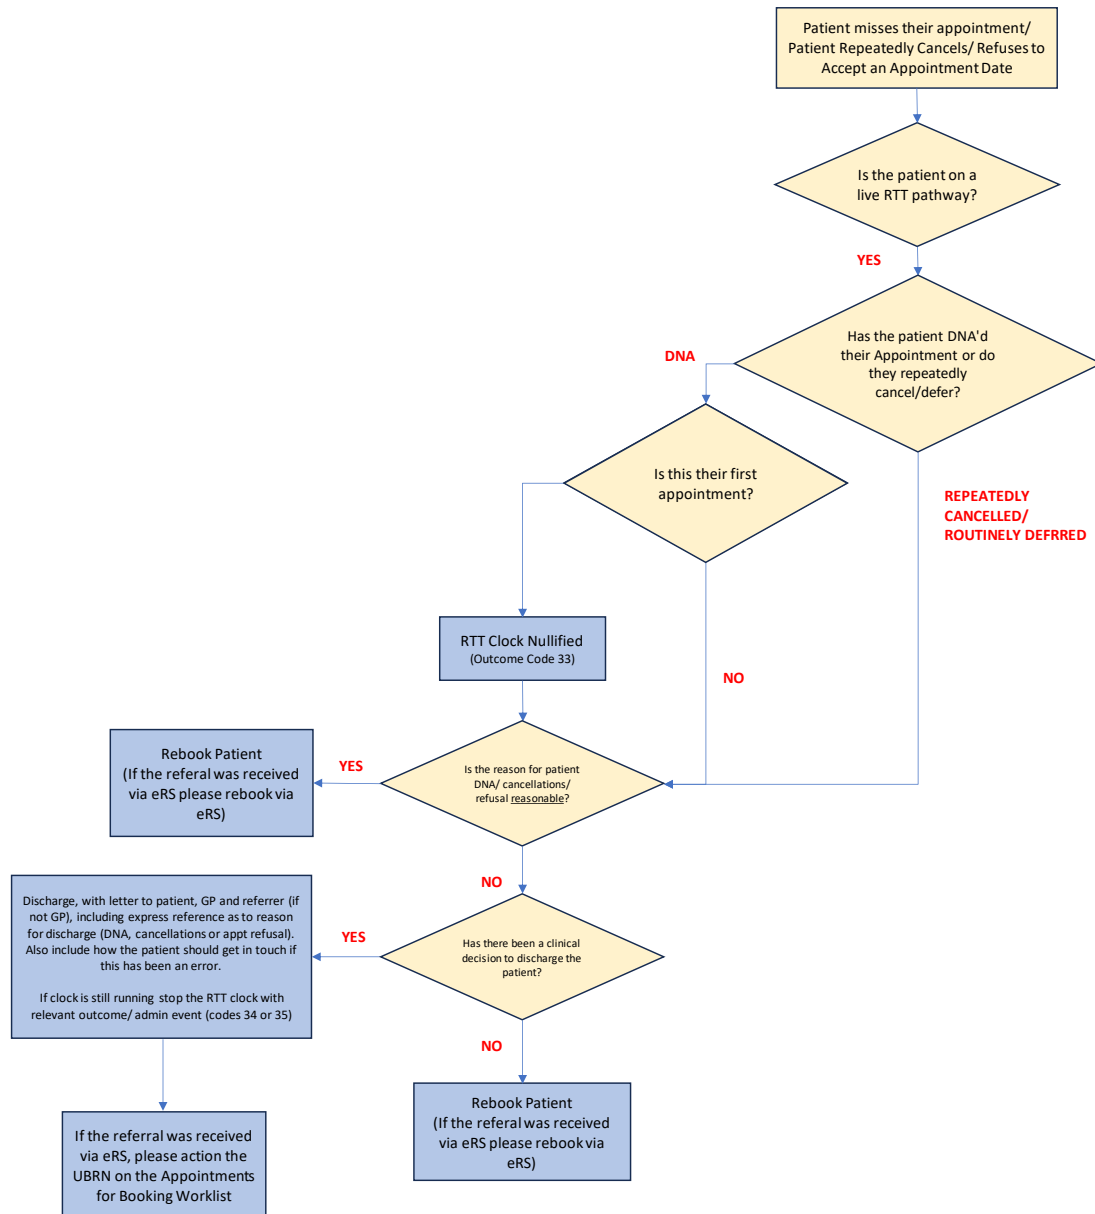 Patient misses their appointment/
Patient Repeatedly Cancels/ Refuses to
Accept an Appointment Date
Is the patient on a
live RTT pathway?
YES
Has the patient DNA'd
their Appointment or do
they repeatedly
cancel/defer?
DNA
Is this their first
appointment?
REPEATEDLY
CANCELLED/
ROUTINELY DEFRRED
RTT Clock Nullified
(Outcome Code 33)
NO
Is the reason for patient
DNA/ cancellations/
refusal reasonable?
YES
Rebook Patient
(If the referal was received
via eRS please rebook via
eRS)
NO
Has there been a clinical
decision to discharge the
patient?
YES
Discharge, with letter to patient, GP and referrer (if
not GP), including express reference as to reason
for discharge (DNA, cancellations or appt refusal).
Also include how the patient should get in touch if
this has been an error.
If clock is still running stop the RTT clock with
relevant outcome/ admin event (codes 34 or 35)
NO
Rebook Patient
(If the referral was received
via eRS please rebook via
eRS)
If the referral was received
via eRS, please action the
UBRN on the Appointments
for Booking Worklist